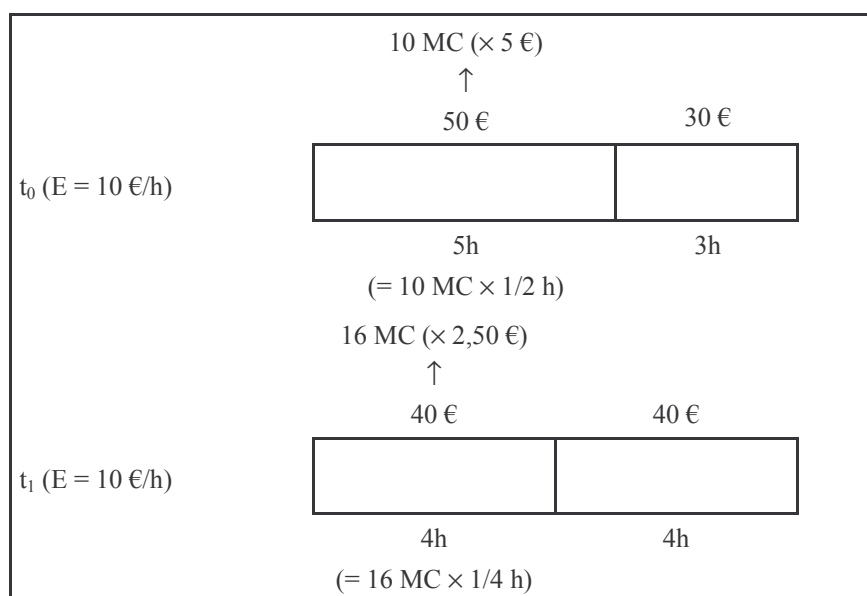 10 MC (× 5 €)
↑
50 € 30 €
t₀ (E = 10 €/h)
5h 3h
(= 10 MC × 1/2 h)
16 MC (× 2,50 €)
↑
40 € 40 €
t₁ (E = 10 €/h)
4h 4h
(= 16 MC × 1/4 h)